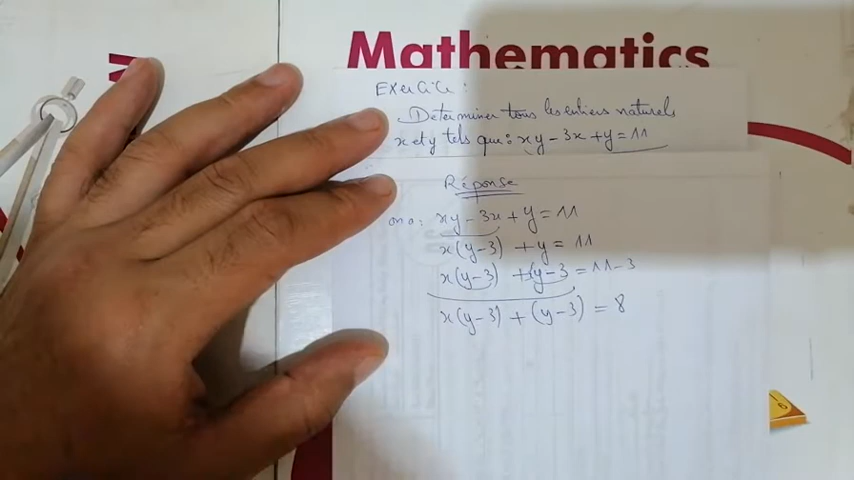 Mathematics
Exercice :
Déterminer tous les entiers naturels
x et y tels que : xy - 3x + y = 11
Réponse
on a : xy - 3x + y = 11
x(y-3) + y = 11
x(y-3) + (y-3 = 11-3
x(y-3) + (y-3) = 8